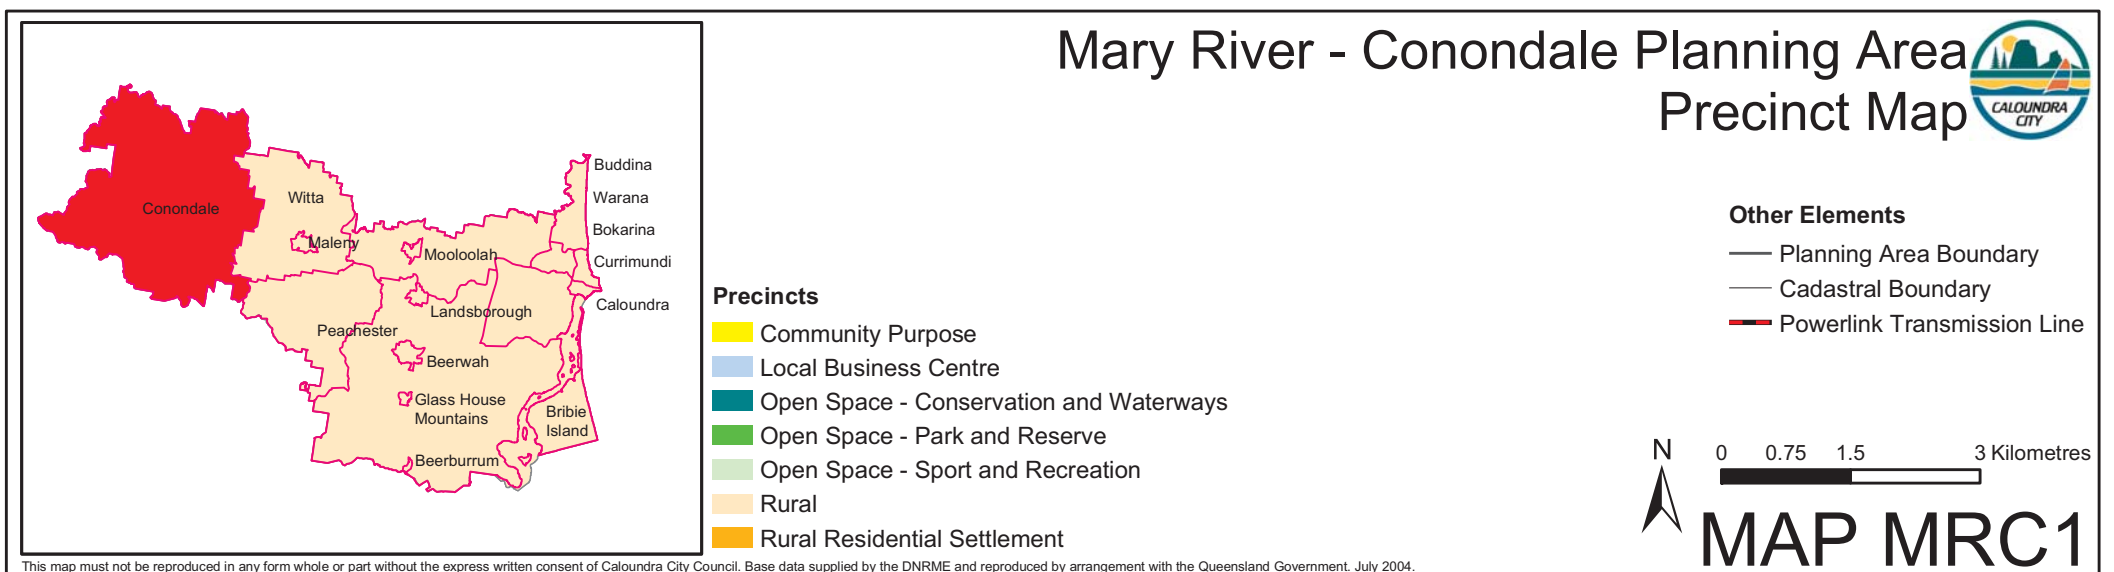 Mary River - Conondale Planning Area
Precinct Map
CALOUNDRA
CITY
Buddina
Witta
Warana
Conondale
Bokarina
Maleny
Mooloolah
Currimundi
Caloundra
Landsborough
Peachester
Beerwah
Glass House
Mountains
Bribie
Island
Beerburrum
Precincts
Community Purpose
Local Business Centre
Open Space - Conservation and Waterways
Open Space - Park and Reserve
Open Space - Sport and Recreation
Rural
Rural Residential Settlement
Other Elements
Planning Area Boundary
Cadastral Boundary
Powerlink Transmission Line
N
0 0.75 1.5 3 Kilometres
MAP MRC1
This map must not be reproduced in any form whole or part without the express written consent of Caloundra City Council. Base data supplied by the DNRME and reproduced by arrangement with the Queensland Government. July 2004.